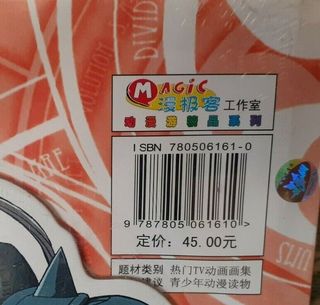 DIVID
MAGIC
漫极客工作室
动漫游精品系列
ISBN 780506161-0
9 787805 061610 >
定价: 45.00元
题材类别 热门TV动画画集
建议 青少年动漫读物